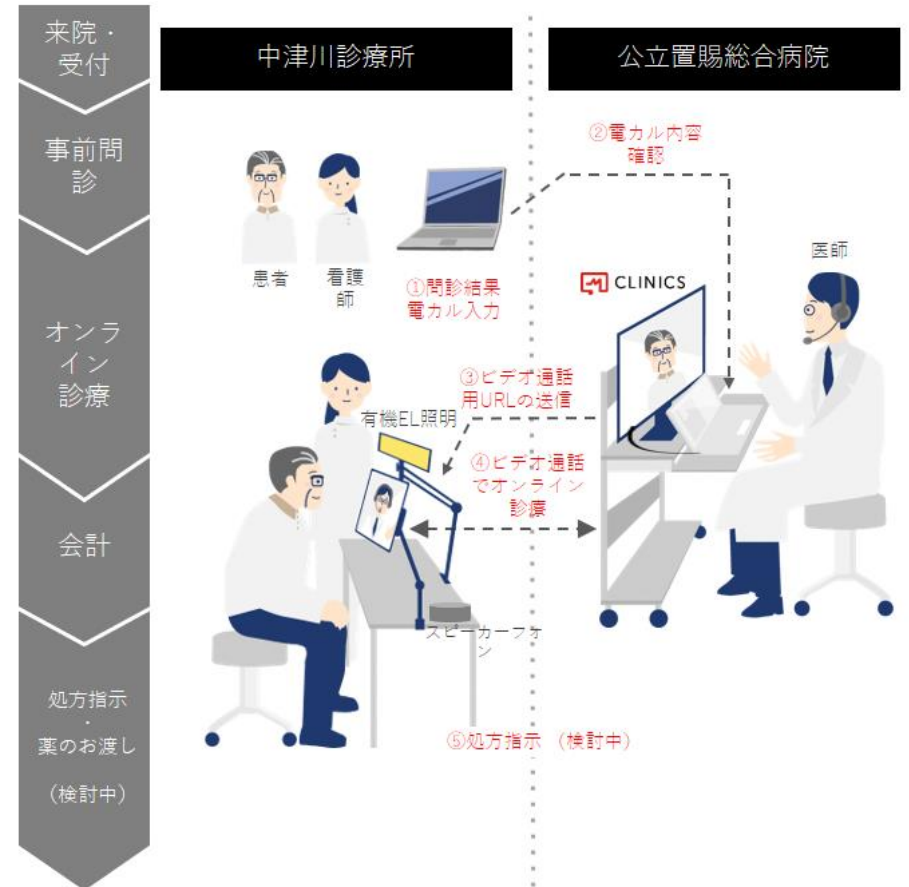 来院・
受付
中津川診療所
公立置賜総合病院
事前問
診
②電カル内容
確認
患者
看護
師
①問診結果
電カル入力
医師
CLINICS
オンラ
イン
診療
③ビデオ通話
用URLの送信
有機EL照明
④ビデオ通話
でオンライン
診療
会計
スピーカーフォ
ン
処方指示
・
薬のお渡し
（検討中）
⑤処方指示 （検討中）